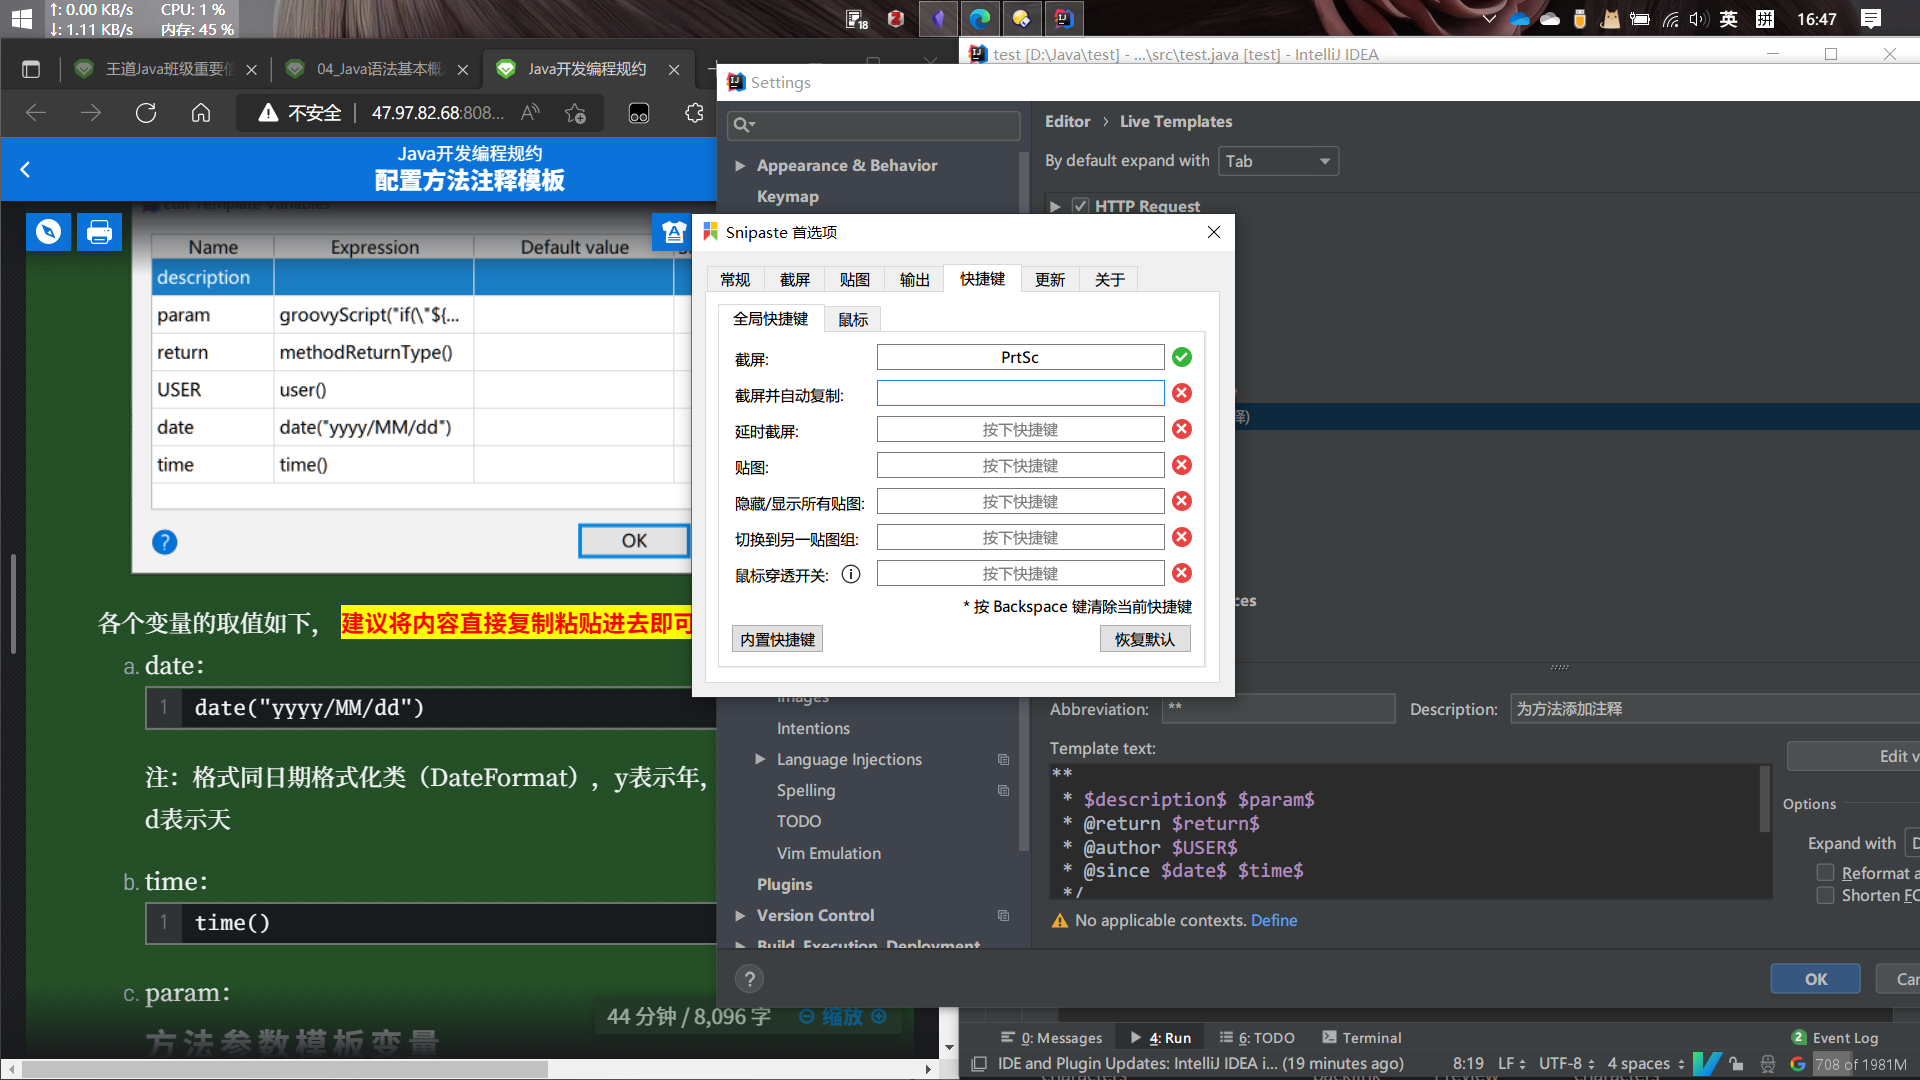 ↑: 0.00 KB/s
CPU: 1 %
↓: 1.11 KB/s
内存: 45 %
18
英
拼
16:47
王道Java班级重要信
04_Java语法基本概
Java开发编程规约
不安全
47.97.82.68:808...
Java开发编程规约
配置方法注释模板
Edit Template Variables
Name
Expression
Default value
description
param
groovyScript("if(\"${...
return
methodReturnType()
USER
user()
date
date("yyyy/MM/dd")
time
time()
OK
各个变量的取值如下，
建议将内容直接复制粘贴进去即可
a. date：
1
date("yyyy/MM/dd")
注：格式同日期格式化类（DateFormat），y表示年，
d表示天
b. time：
1
time()
c. param：
方法参数模板变量
44 分钟 / 8,096 字
缩放
test [D:\Java\test] - ...\src\test.java [test] - IntelliJ IDEA
Settings
Appearance & Behavior
Keymap
Images
Intentions
Language Injections
Spelling
TODO
Vim Emulation
Plugins
Version Control
Build, Execution, Deployment
Editor › Live Templates
By default expand with
Tab
HTTP Request
Snipaste 首选项
常规
截屏
贴图
输出
快捷键
更新
关于
全局快捷键
鼠标
截屏:
PrtSc
截屏并自动复制:
延时截屏:
按下快捷键
贴图:
按下快捷键
隐藏/显示所有贴图:
按下快捷键
切换到另一贴图组:
按下快捷键
鼠标穿透开关:
按下快捷键
* 按 Backspace 键清除当前快捷键
内置快捷键
恢复默认
Abbreviation:
**
Description:
为方法添加注释
Template text:
**
* $description$ $param$
* @return $return$
* @author $USER$
* @since $date$ $time$
*/
Edit v
Options
Expand with
D
Reformat a
Shorten FQ
No applicable contexts. Define
OK
Can
0: Messages
4: Run
6: TODO
Terminal
2
Event Log
IDE and Plugin Updates: IntelliJ IDEA i... (19 minutes ago)
8:19
LF
UTF-8
4 spaces
708 of 1981M